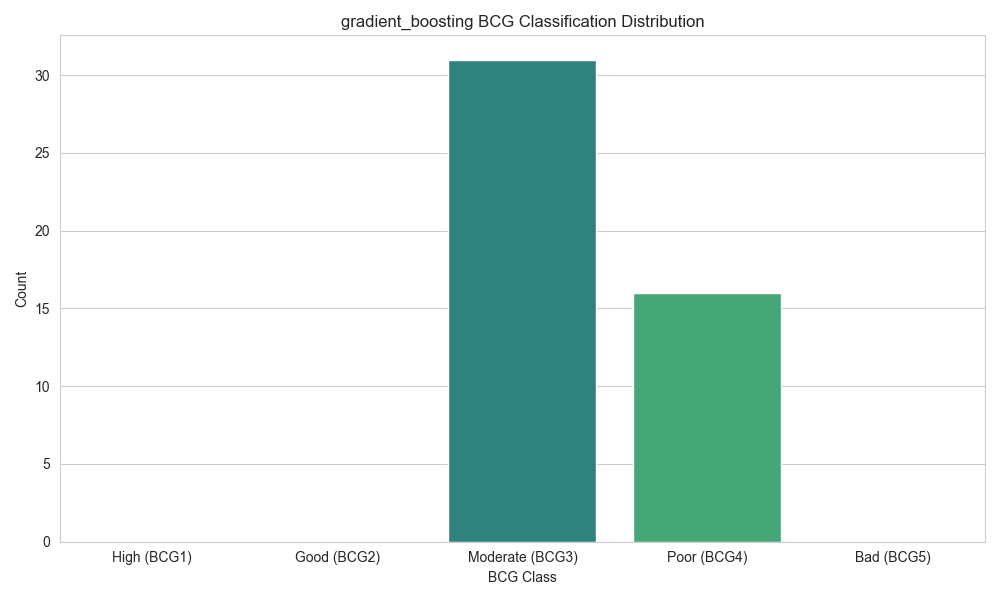 gradient_boosting BCG Classification Distribution
Count
30
25
20
15
10
5
0
High (BCG1) Good (BCG2) Moderate (BCG3) Poor (BCG4) Bad (BCG5)
BCG Class